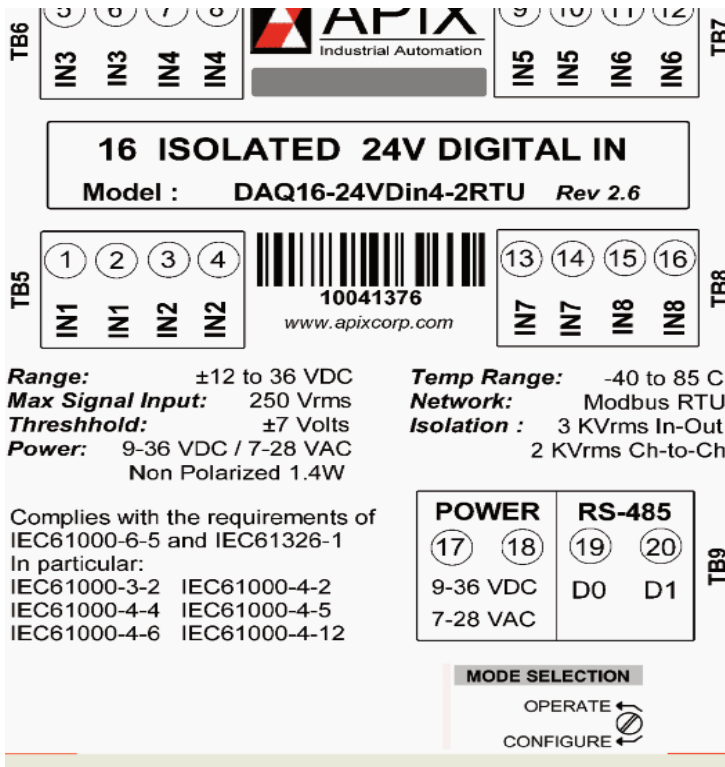 TB6
5 6 7 8
IN3 IN3 IN4 IN4
APIX
Industrial Automation
9 10 11 12
IN5 IN5 IN6 IN6
TB7
16 ISOLATED 24V DIGITAL IN
Model : DAQ16-24VDin4-2RTU Rev 2.6
TB5
1 2 3 4
IN1 IN1 IN2 IN2
10041376
www.apixcorp.com
13 14 15 16
IN7 IN7 IN8 IN8
TB8
Range: ±12 to 36 VDC
Max Signal Input: 250 Vrms
Threshhold: ±7 Volts
Power: 9-36 VDC / 7-28 VAC
Non Polarized 1.4W
Temp Range: -40 to 85 C
Network: Modbus RTU
Isolation : 3 KVrms In-Out
2 KVrms Ch-to-Ch
Complies with the requirements of
IEC61000-6-5 and IEC61326-1
In particular:
IEC61000-3-2 IEC61000-4-2
IEC61000-4-4 IEC61000-4-5
IEC61000-4-6 IEC61000-4-12
POWER RS-485
17 18 19 20
9-36 VDC D0 D1
7-28 VAC
TB9
MODE SELECTION
OPERATE
CONFIGURE